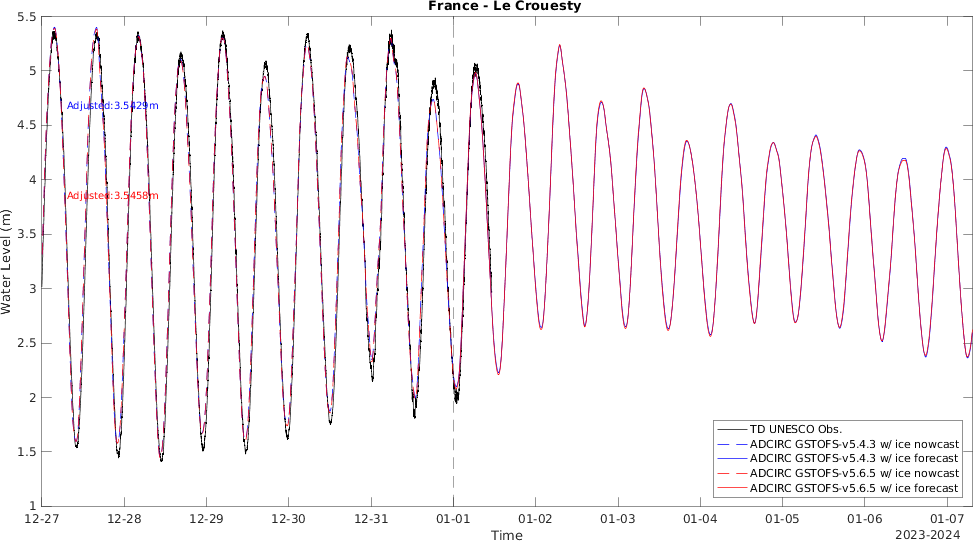 France - Le Crouesty
5.5
5
4.5
4
3.5
3
2.5
2
1.5
1
Water Level (m)
Adjusted:3.5429m
Adjusted:3.5458m
TD UNESCO Obs.
ADCIRC GSTOFS-v5.4.3 w/ ice nowcast
ADCIRC GSTOFS-v5.4.3 w/ ice forecast
ADCIRC GSTOFS-v5.6.5 w/ ice nowcast
ADCIRC GSTOFS-v5.6.5 w/ ice forecast
12-27 12-28 12-29 12-30 12-31 01-01 01-02 01-03 01-04 01-05 01-06 01-07
Time
2023-2024